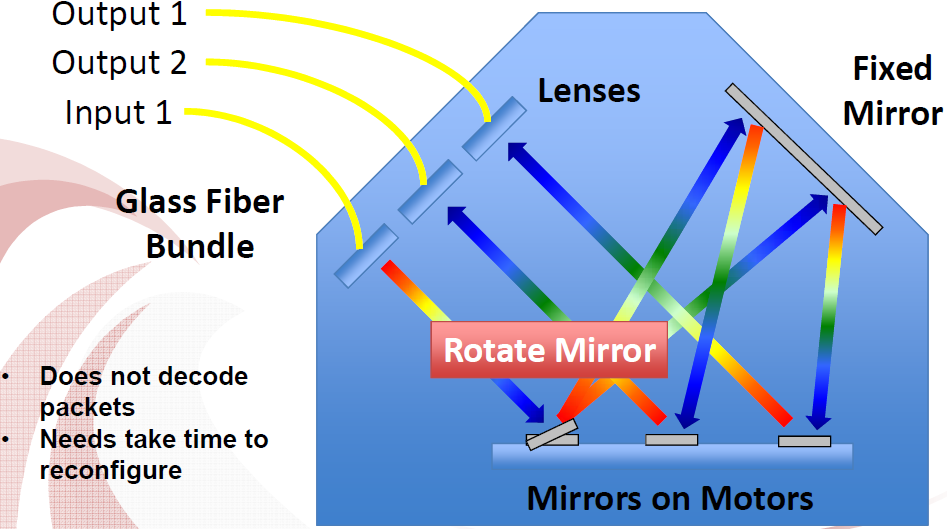 Output 1
Output 2
Input 1
Lenses
Fixed
Mirror
Glass Fiber
Bundle
Rotate Mirror
• Does not decode
packets
• Needs take time to
reconfigure
Mirrors on Motors